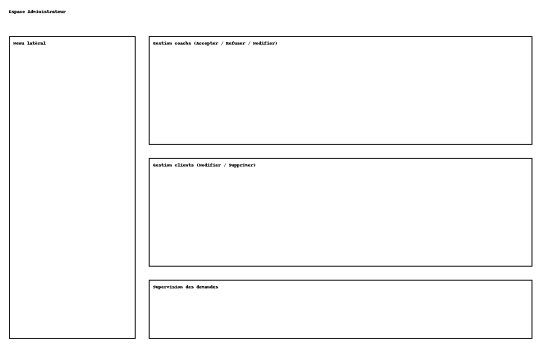 Espace Administrateur
Menu latéral
Gestion coachs (Accepter / Refuser / Modifier)
Gestion clients (Modifier / Supprimer)
Supervision des demandes